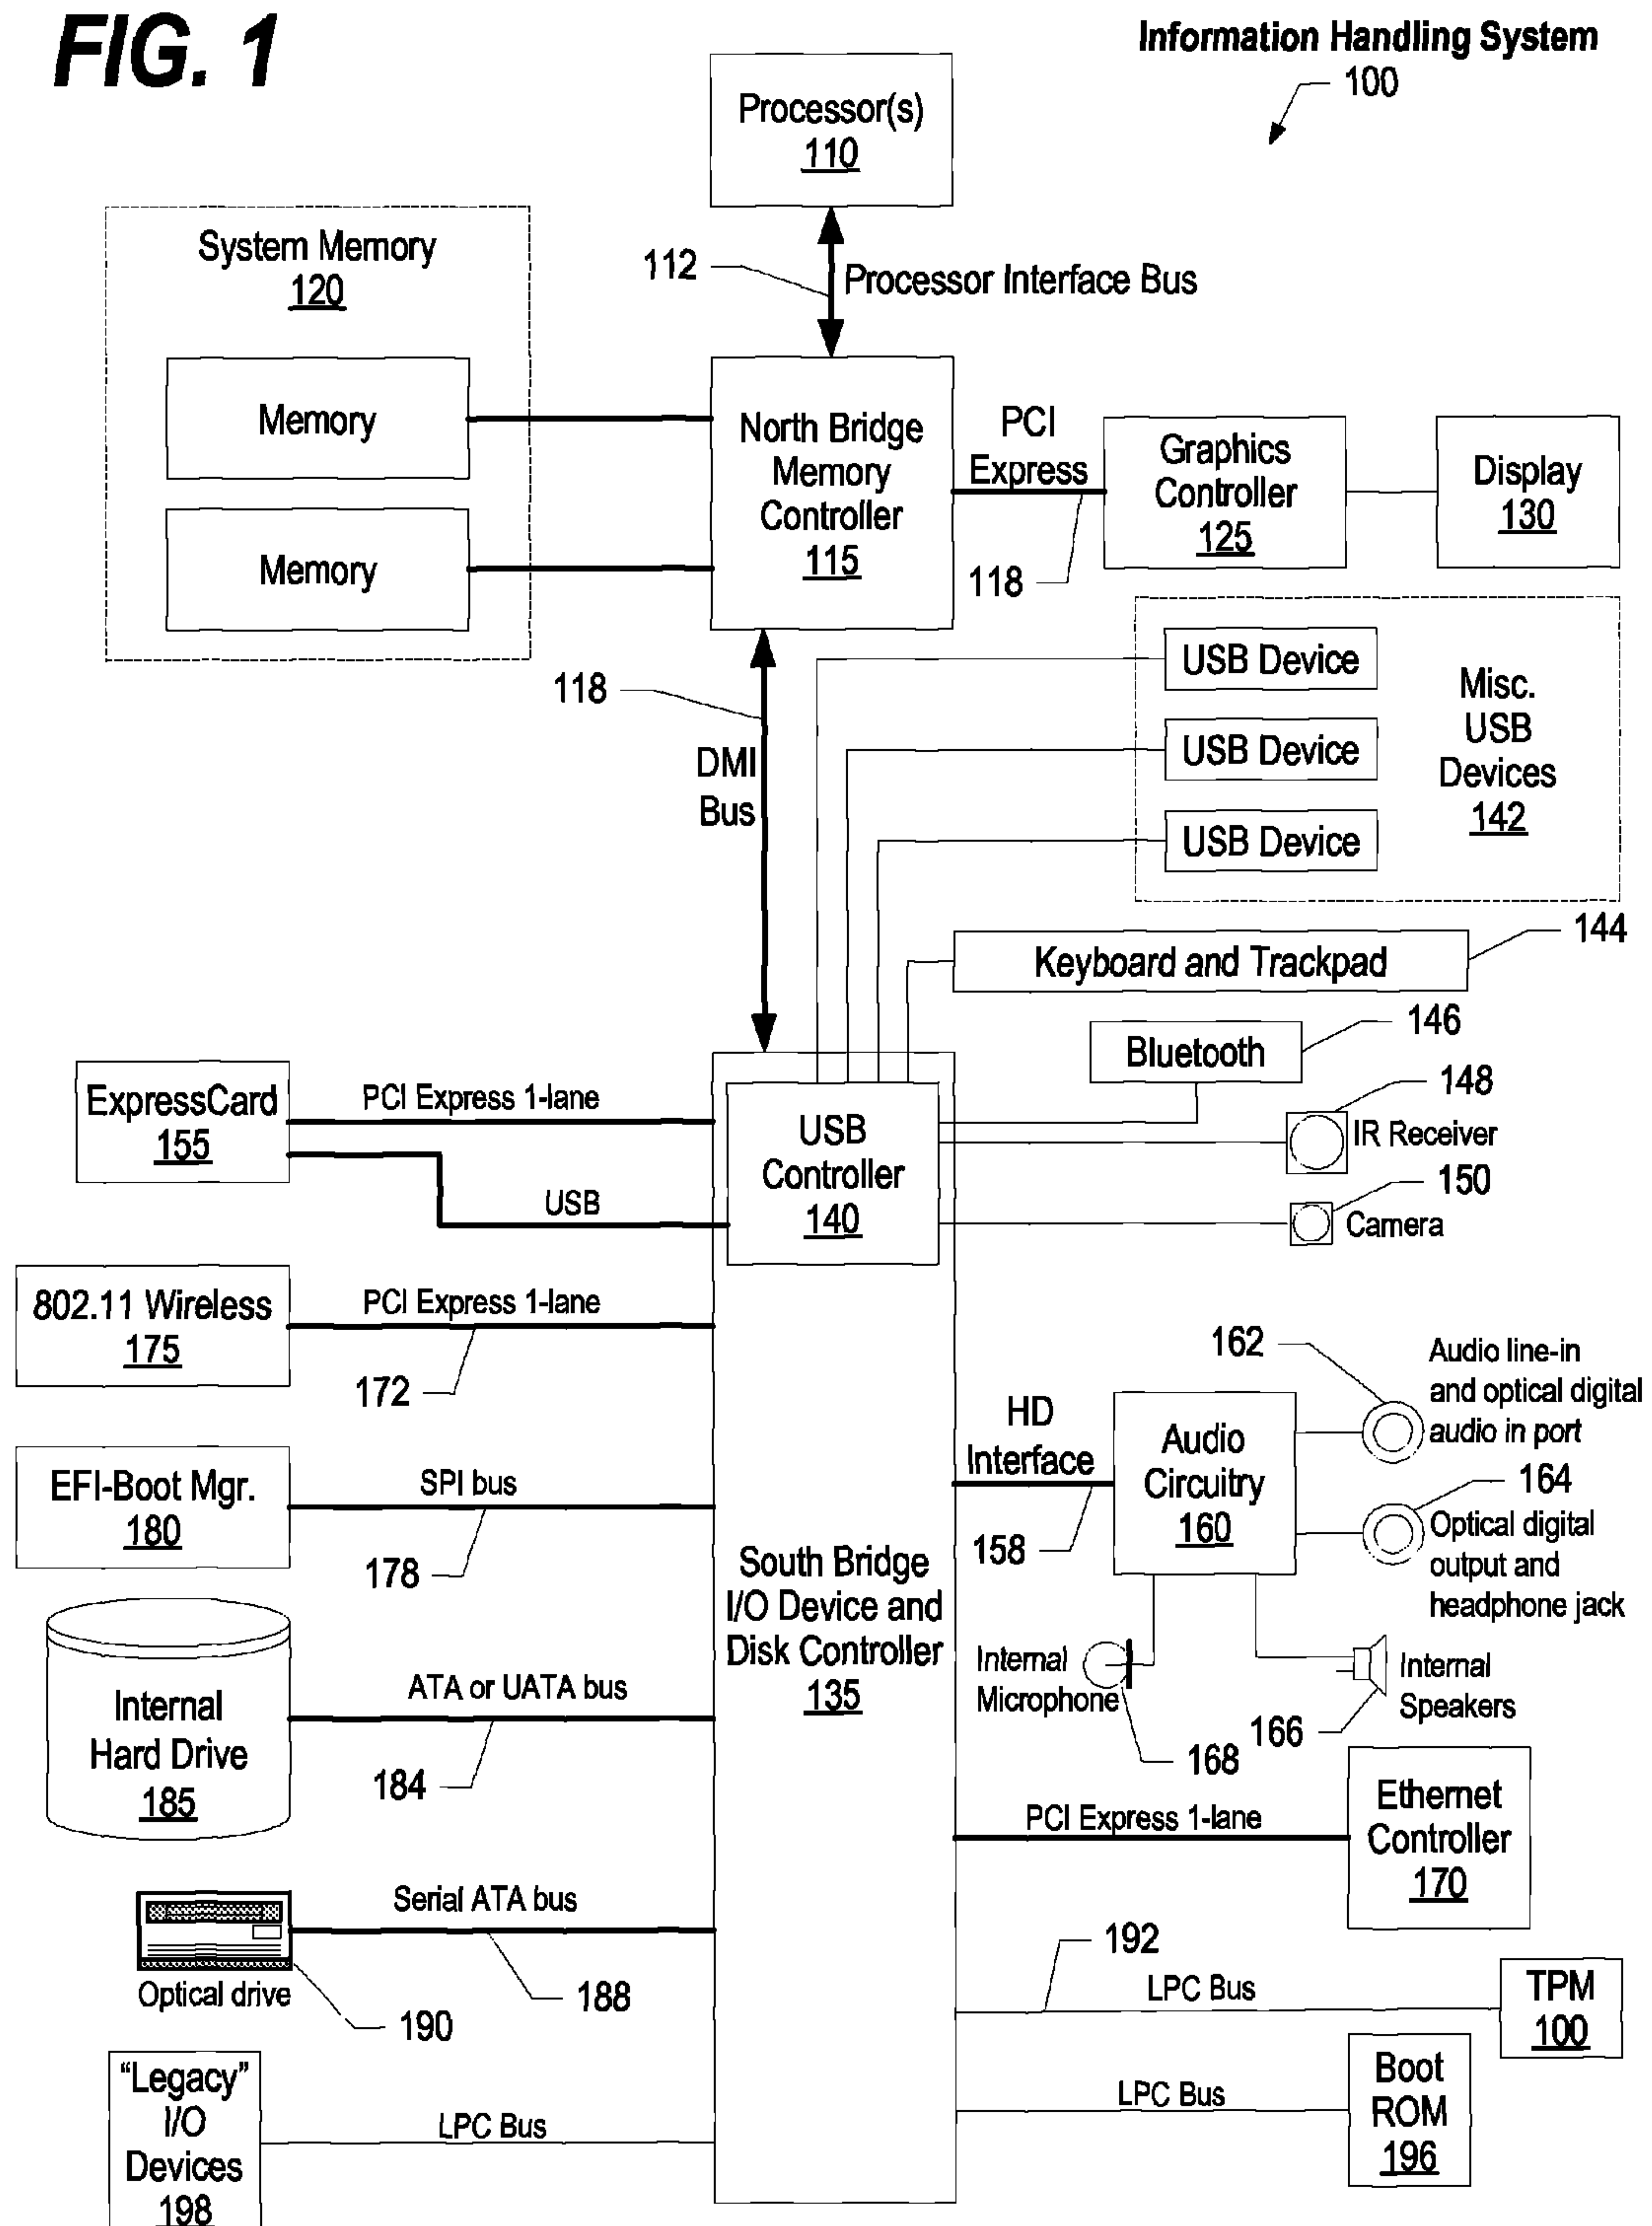 FIG. 1
Information Handling System
100
Processor(s)
110
System Memory
120
112
Processor Interface Bus
Memory
Memory
North Bridge
Memory
Controller
115
PCI
Express
118
Graphics
Controller
125
Display
130
118
DMI
Bus
USB Device
USB Device
USB Device
Misc.
USB
Devices
142
144
Keyboard and Trackpad
146
Bluetooth
148
IR Receiver
150
Camera
ExpressCard
155
PCI Express 1-lane
USB
USB
Controller
140
802.11 Wireless
175
PCI Express 1-lane
172
162
Audio line-in
and optical digital
audio in port
HD
Interface
158
Audio
Circuitry
160
164
Optical digital
output and
headphone jack
EFI-Boot Mgr.
180
SPI bus
178
South Bridge
I/O Device and
Disk Controller
135
Internal
Microphone
168
Internal
Speakers
166
Internal
Hard Drive
185
ATA or UATA bus
184
PCI Express 1-lane
Ethernet
Controller
170
Serial ATA bus
188
Optical drive
190
192
LPC Bus
TPM
100
"Legacy"
I/O
Devices
198
LPC Bus
LPC Bus
Boot
ROM
196